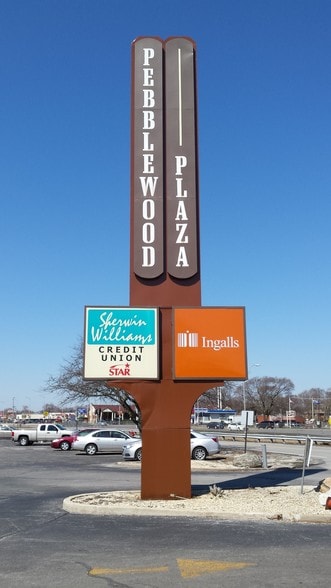 PEBBLEWOOD
PLAZA
Sherwin
Williams
CREDIT
UNION
STAR
Ingalls